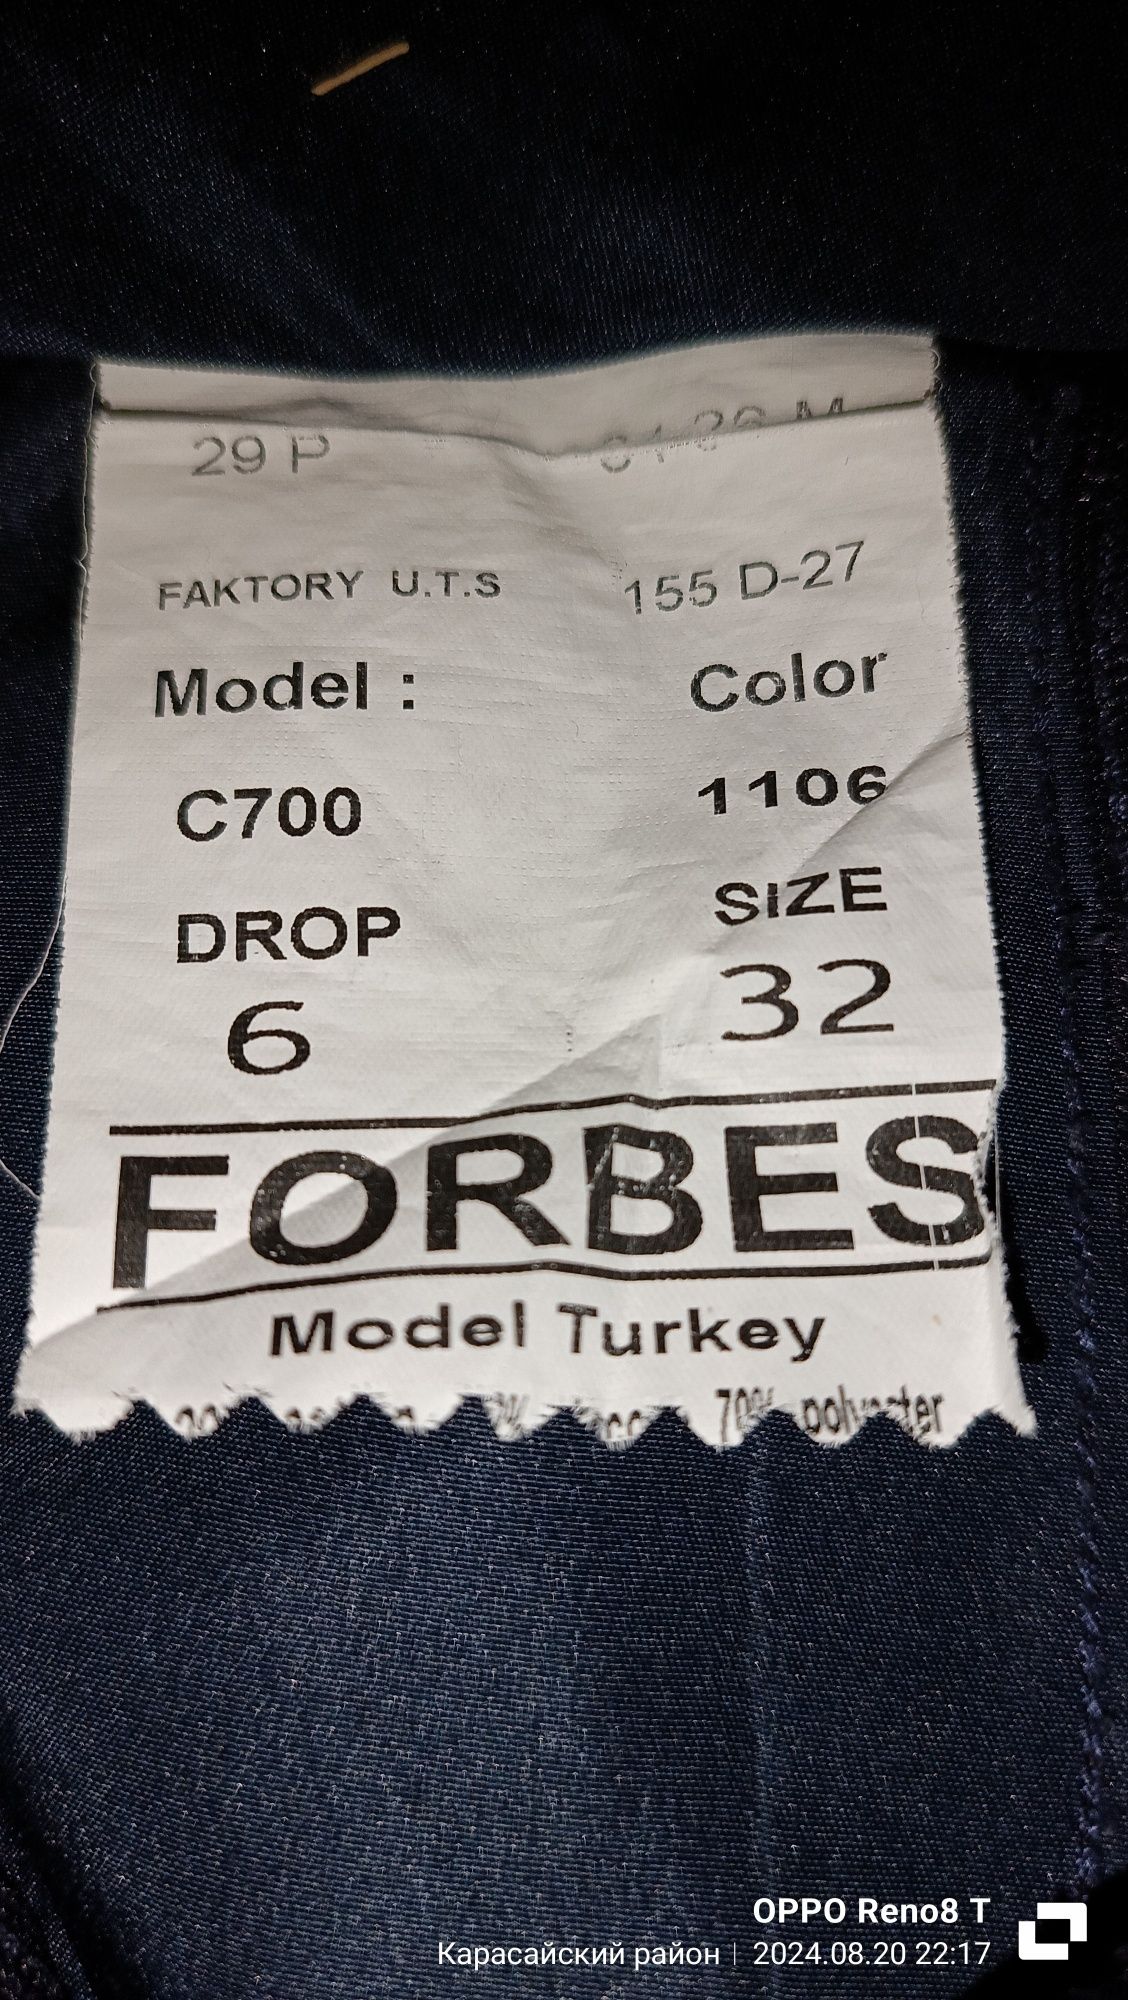 29 P
FAKTORY U.T.S 155 D-27
Model : Color
C700 1106
DROP SIZE
6 32
FORBES
Model Turkey
70% polyester
OPPO Reno8 T
Карасайский район | 2024.08.20 22:17